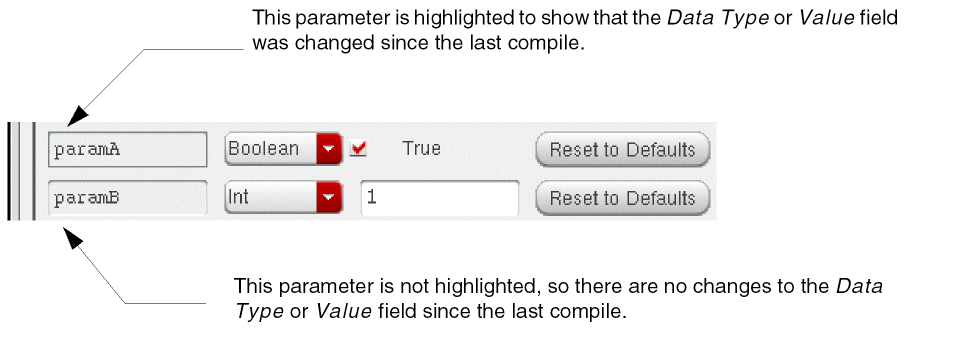 This parameter is highlighted to show that the Data Type or Value field
was changed since the last compile.
paramA Boolean True Reset to Defaults
paramB Int 1 Reset to Defaults
This parameter is not highlighted, so there are no changes to the Data
Type or Value field since the last compile.